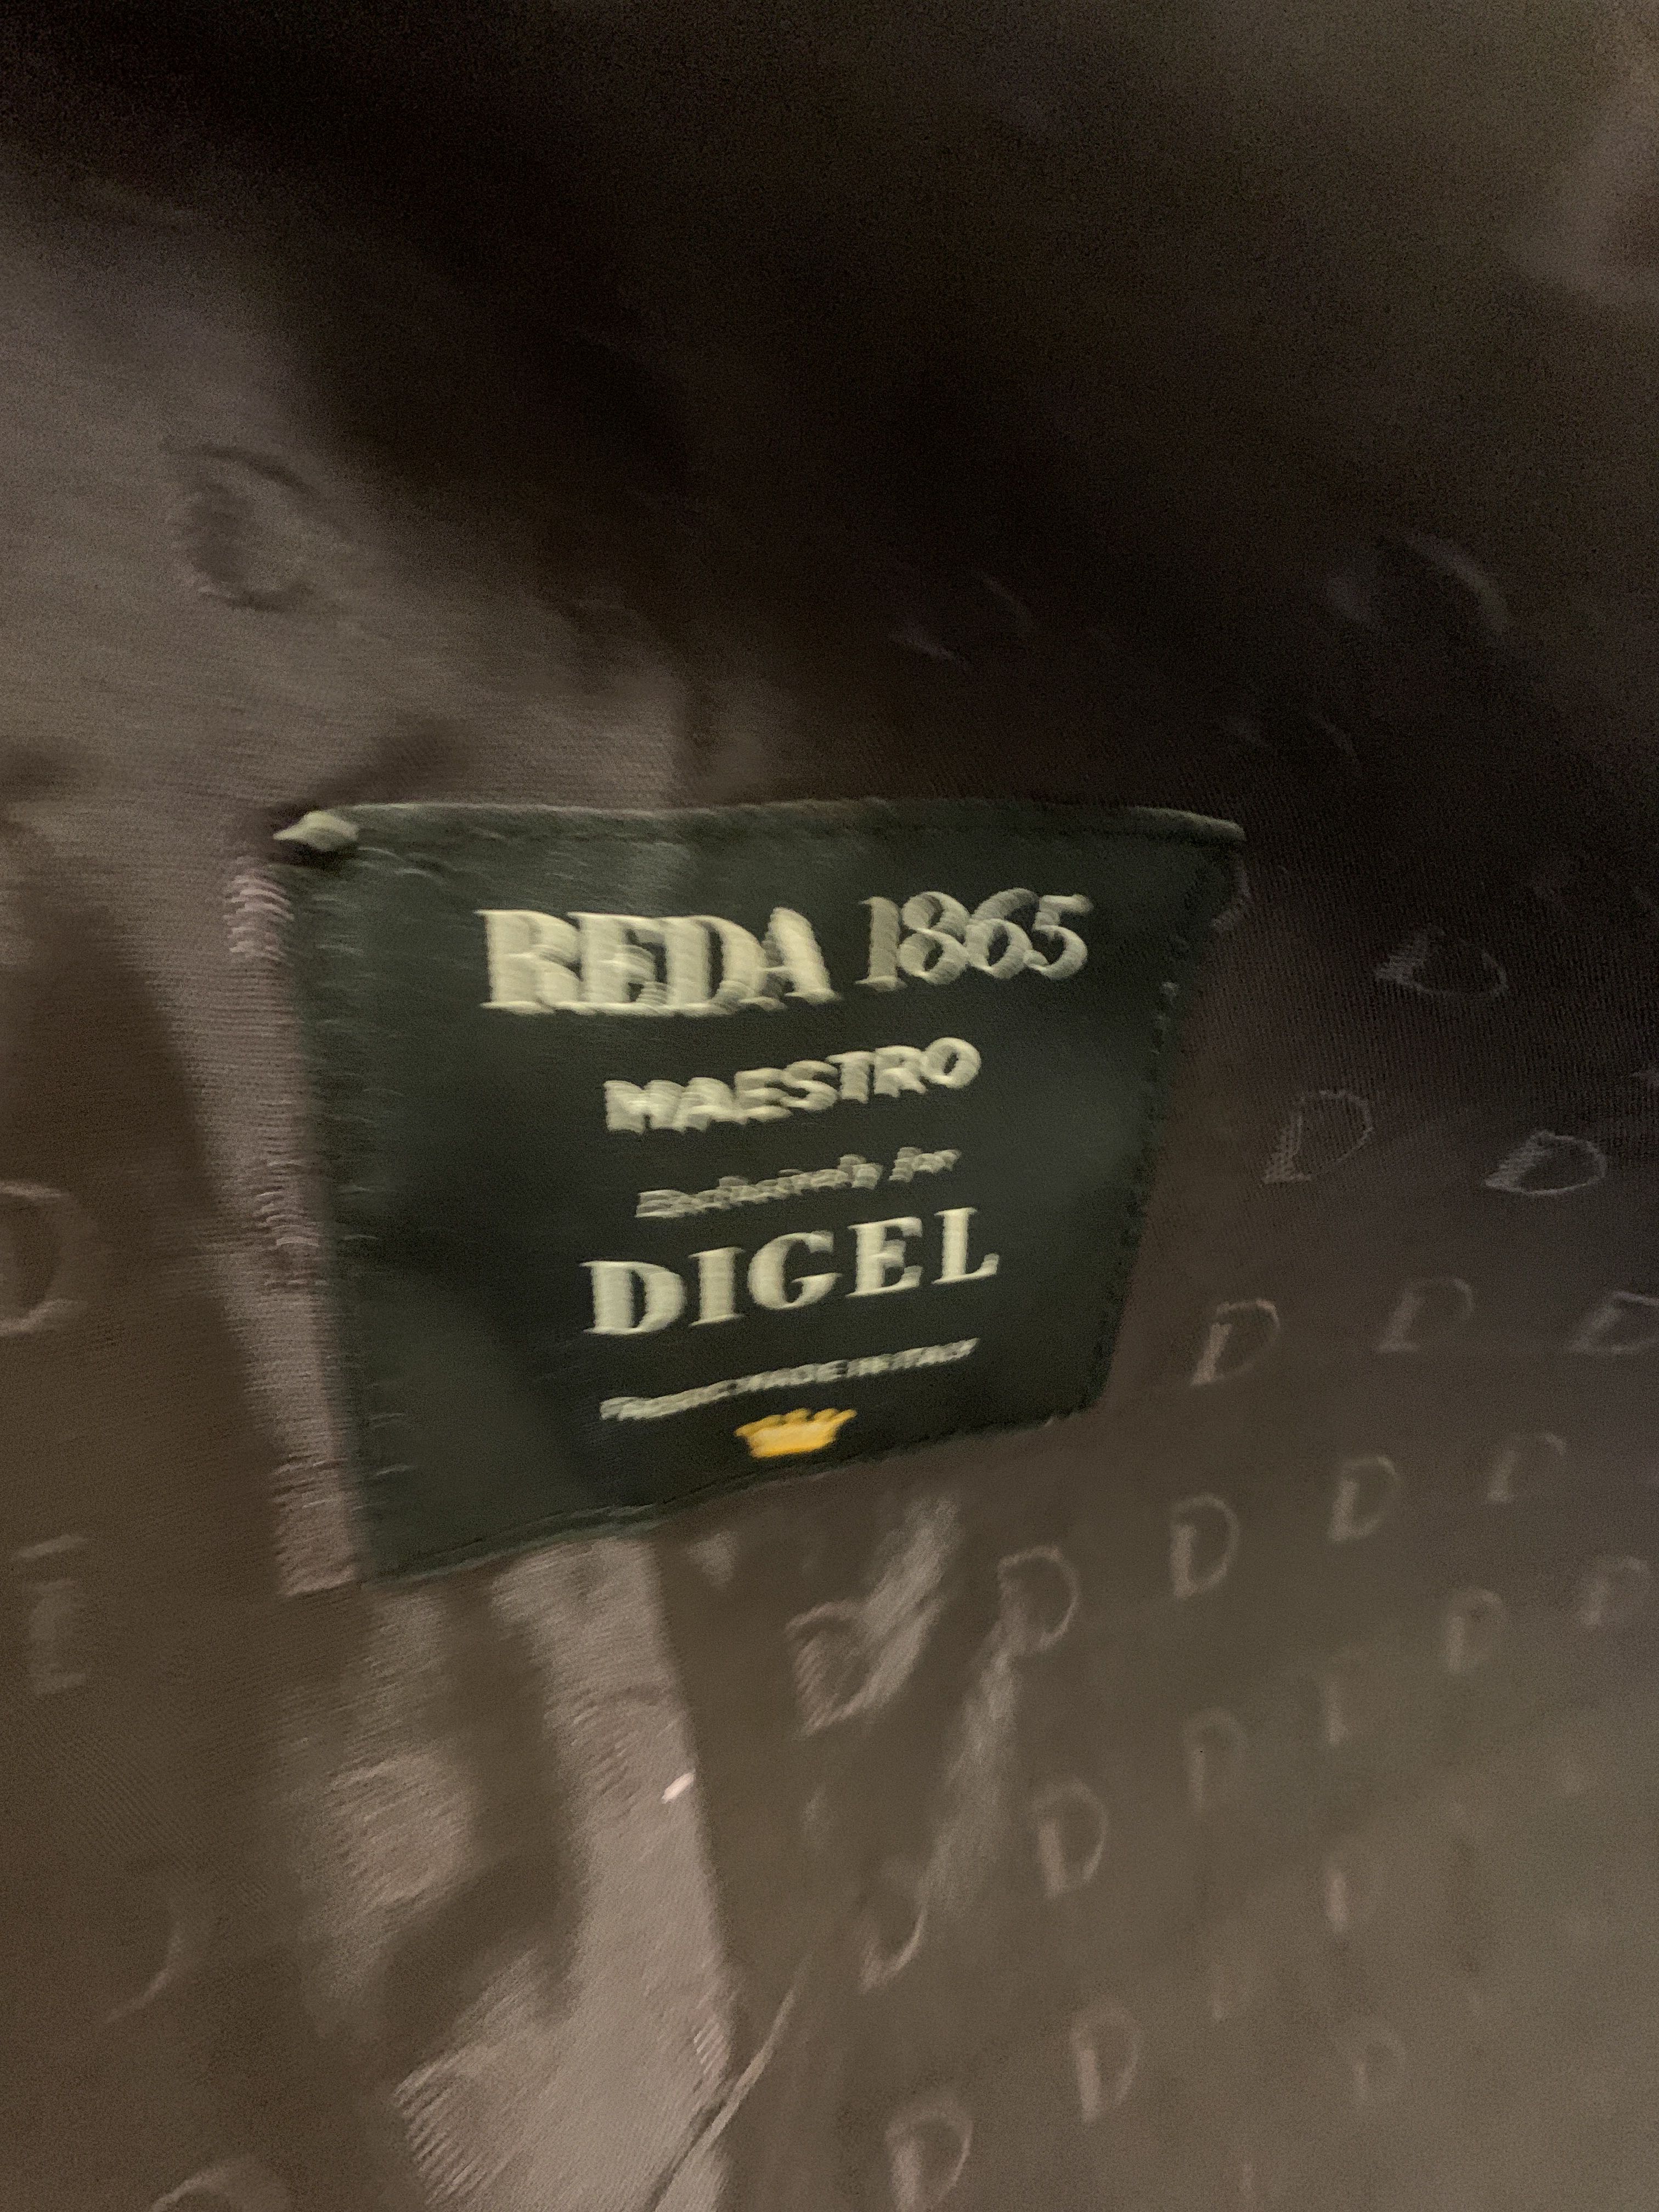 REDA 1865
MAESTRO
Exclusively for
DIGEL
FABRIC MADE IN ITALY
D
D D
D D D
D D D
D D D D
D D
D D
D D
D